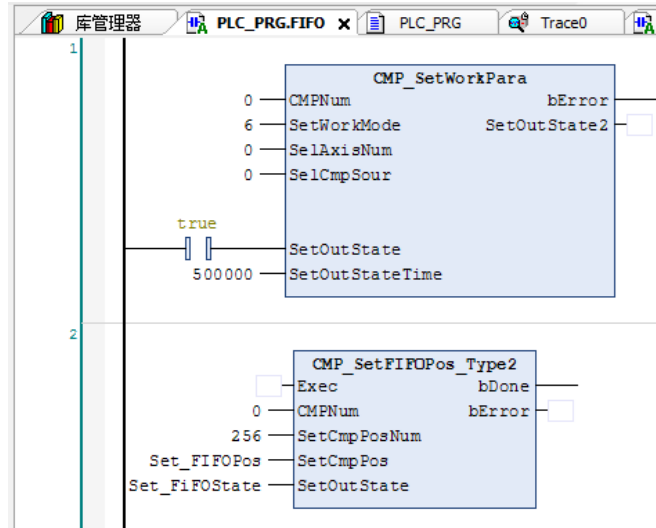 库管理器 PLC_PRG.FIFO PLC_PRG Trace0
1
CMP_SetWorkPara
0 CMPNum bError
6 SetWorkMode SetOutState2
0 SelAxisNum
0 SelCmpSour
true
SetOutState
500000 SetOutStateTime
2
CMP_SetFIFOPos_Type2
Exec bDone
0 CMPNum bError
256 SetCmpPosNum
Set_FIFOPos SetCmpPos
Set_FiFOState SetOutState